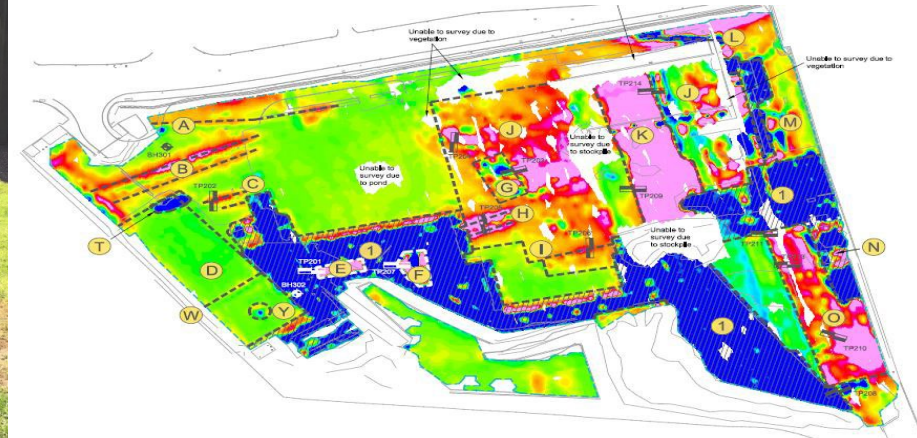 Unable to survey due to
vegetation
L
Unable to survey due to
vegetation
TP214
J
A
J
K
M
BH301
Unable to
survey due
to stockpile
B
TP202
C
Unable to
survey due
to pond
G
TP209
1
H
T
Unable to
survey due
to stockpile
TP211
1
I
N
D
TP201
E
TP207
F
BH302
W
Y
1
O
TP210